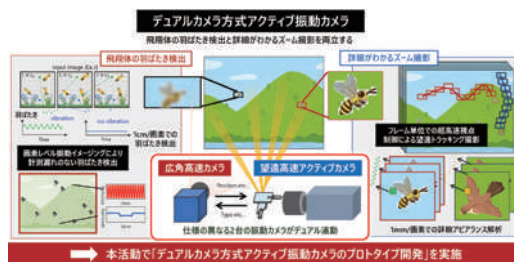 デュアルカメラ方式アクティブ振動カメラ
飛翔体の羽ばたき検出と詳細がわかるズーム撮影を両立する
飛翔体の羽ばたき検出
詳細がわかるズーム撮影
羽ばたき
vibration
no-vibration
Time
Time
5cm/画素での
羽ばたき検出
画素レベル振動イメージングにより
計測漏れのない羽ばたき検出
広角高速カメラ
望遠高速アクティブカメラ
Position etc.
Type etc.
仕様の異なる2台の振動カメラがデュアル連動
フレーム単位での超高速視点
制御による望遠トラッキング撮影
1mm/画素での詳細アピアランス解析
本活動で「デュアルカメラ方式アクティブ振動カメラのプロトタイプ開発」を実施